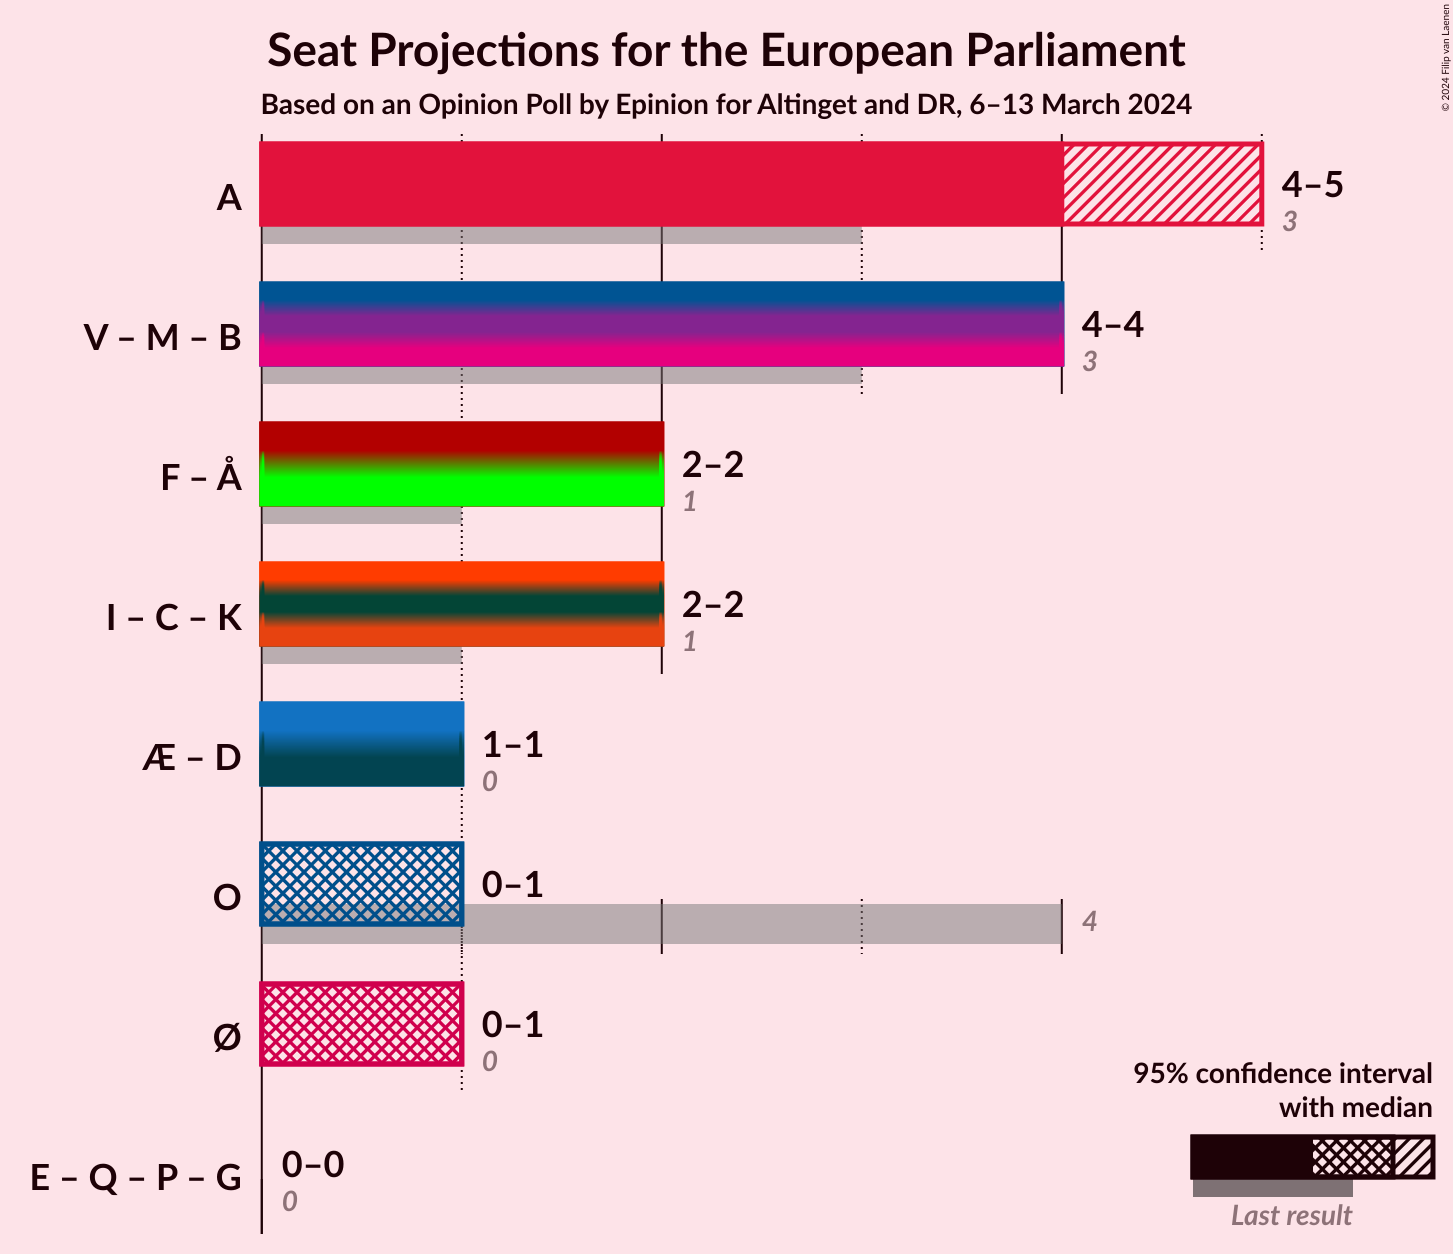 Seat Projections for the European Parliament
Based on an Opinion Poll by Epinion for Altinget and DR, 6–13 March 2024
© 2024 Filip van Laenen
A
4–5
3
V – M – B
4–4
3
F – Å
2–2
1
I – C – K
2–2
1
Æ – D
1–1
0
O
0–1
4
Ø
0–1
0
E – Q – P – G
0–0
0
95% confidence interval
with median
Last result